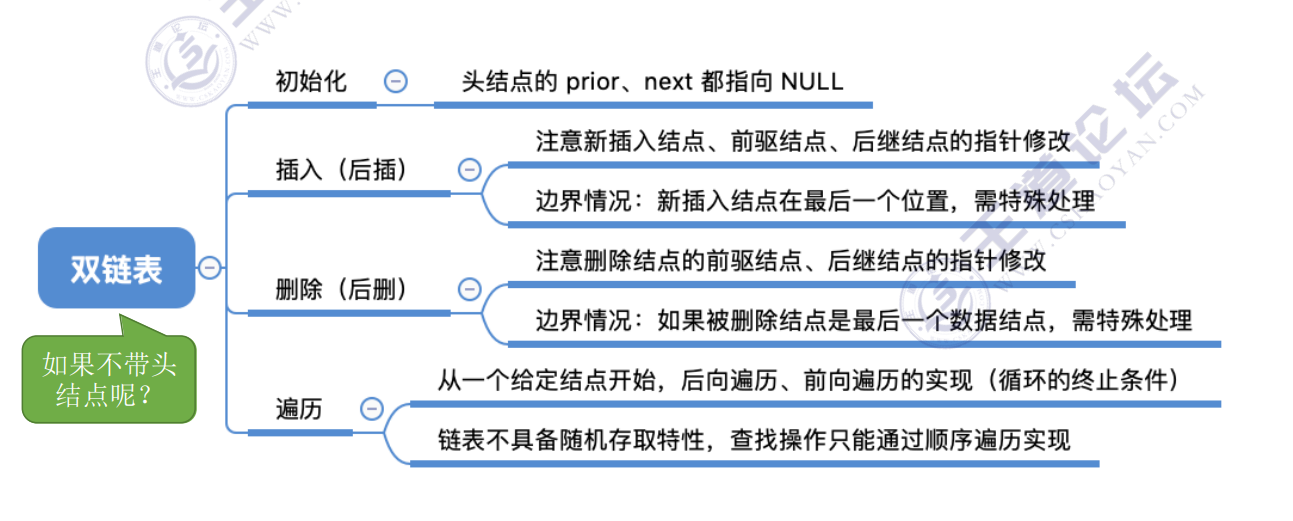 初始化
头结点的 prior、next 都指向 NULL
插入（后插）
注意新插入结点、前驱结点、后继结点的指针修改
边界情况：新插入结点在最后一个位置，需特殊处理
双链表
删除（后删）
注意删除结点的前驱结点、后继结点的指针修改
边界情况：如果被删除结点是最后一个数据结点，需特殊处理
如果不带头
结点呢？
遍历
从一个给定结点开始，后向遍历、前向遍历的实现（循环的终止条件）
链表不具备随机存取特性，查找操作只能通过顺序遍历实现
王道论坛
WWW.CSKAOYAN.COM